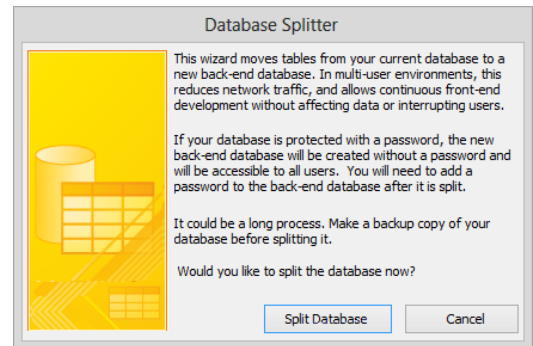 Database Splitter
This wizard moves tables from your current database to a
new back-end database. In multi-user environments, this
reduces network traffic, and allows continuous front-end
development without affecting data or interrupting users.
If your database is protected with a password, the new
back-end database will be created without a password and
will be accessible to all users.  You will need to add a
password to the back-end database after it is split.
It could be a long process. Make a backup copy of your
database before splitting it.
Would you like to split the database now?
Split Database
Cancel